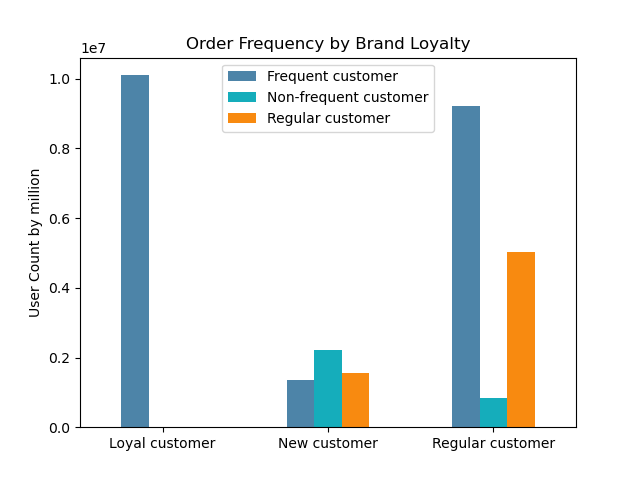 Order Frequency by Brand Loyalty
1e7
Frequent customer
Non-frequent customer
Regular customer
1.0
0.8
0.6
0.4
0.2
0.0
User Count by million
Loyal customer
New customer
Regular customer